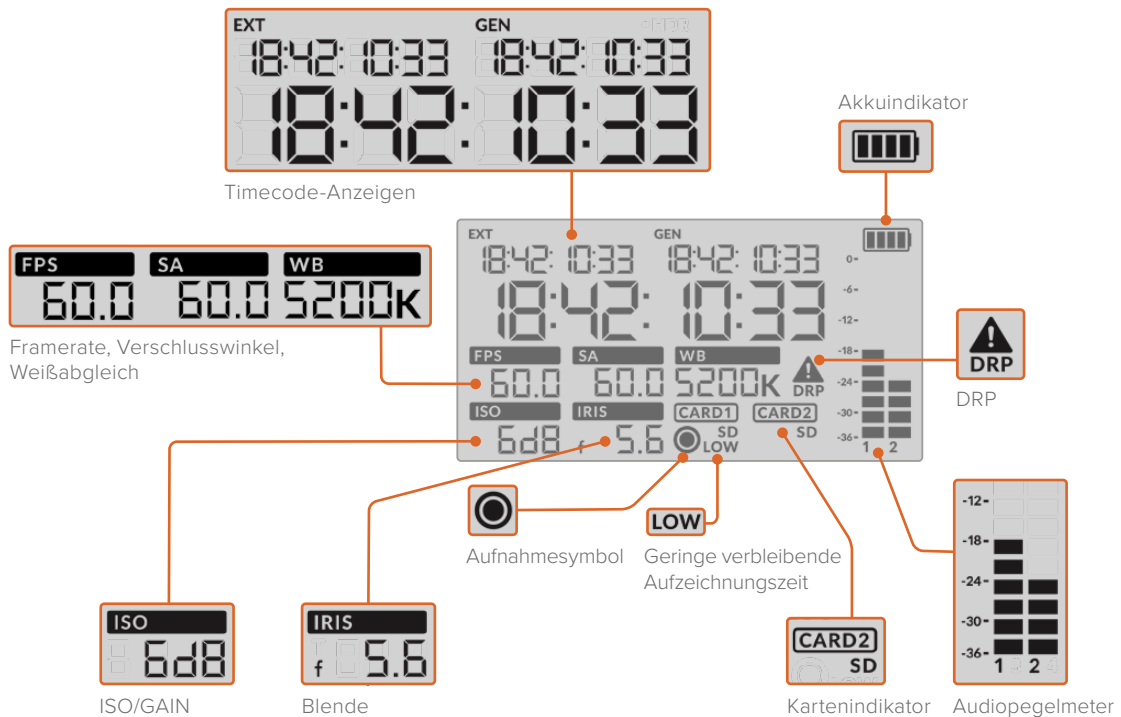 EXT GEN
18:42: 10:33 18:42: 10:33
18:42: 10:33
Timecode-Anzeigen
Akkuindikator
FPS SA WB
60.0 60.0 5200K
Framerate, Verschlusswinkel,
Weißabgleich
EXT GEN
18:42: 10:33 18:42: 10:33
18:42: 10:33
FPS SA WB
60.0 60.0 5200K
DRP
ISO IRIS CARD1 CARD2
6dB f 5.6 SD SD
LOW
0-
-6-
-12-
-18-
-24-
-30-
-36-
1 2
DRP
DRP
Aufnahmesymbol
LOW
Geringe verbleibende
Aufzeichnungszeit
ISO
6dB
ISO/GAIN
IRIS
f 5.6
Blende
CARD2
SD
Kartenindikator
-12-
-18-
-24-
-30-
-36-
1 2
Audiopegelmeter